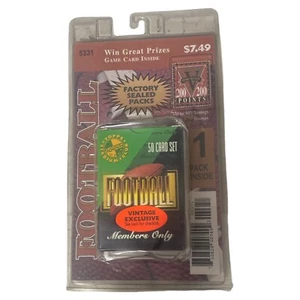 5331
Win Great Prizes
GAME CARD INSIDE
$7.49
FACTORY
SEALED
PACKS
200 200
POINTS
FOOTBALL
50 CARD SET
FOOTBALL
VINTAGE
EXCLUSIVE
Members Only
1
PACK
INSIDE